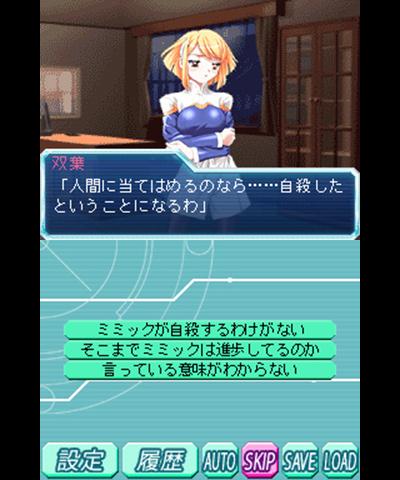 双葉
「人間に当てはめるのなら……自殺した
ということになるわ」
ミミックが自殺するわけがない
そこまでミミックは進歩してるのか
言っている意味がわからない
設定 履歴 AUTO SKIP SAVE LOAD